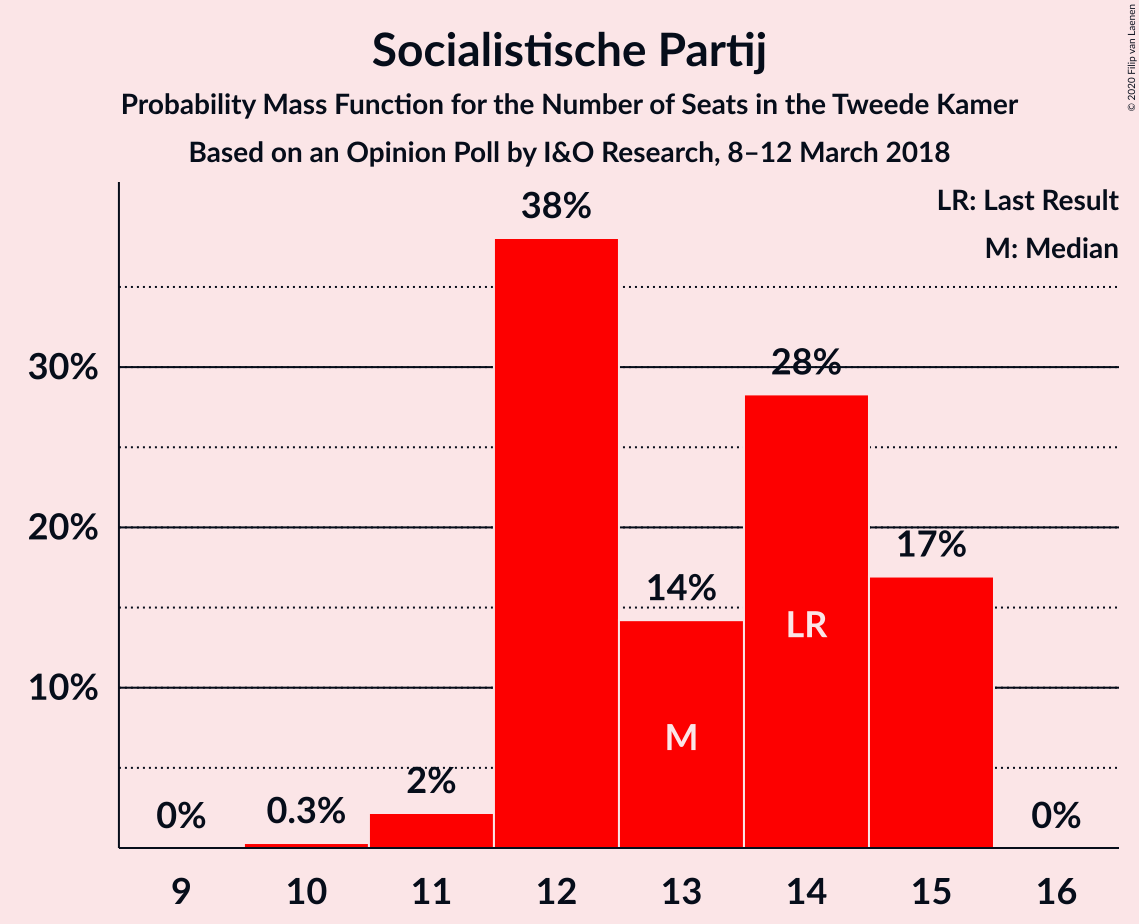 Socialistische Partij
Probability Mass Function for the Number of Seats in the Tweede Kamer
Based on an Opinion Poll by I&O Research, 8–12 March 2018
© 2020 Filip van Laenen
LR: Last Result
M: Median
38%
30%
28%
20%
17%
14%
LR
10%
M
2%
0%
0.3%
0%
9 10 11 12 13 14 15 16